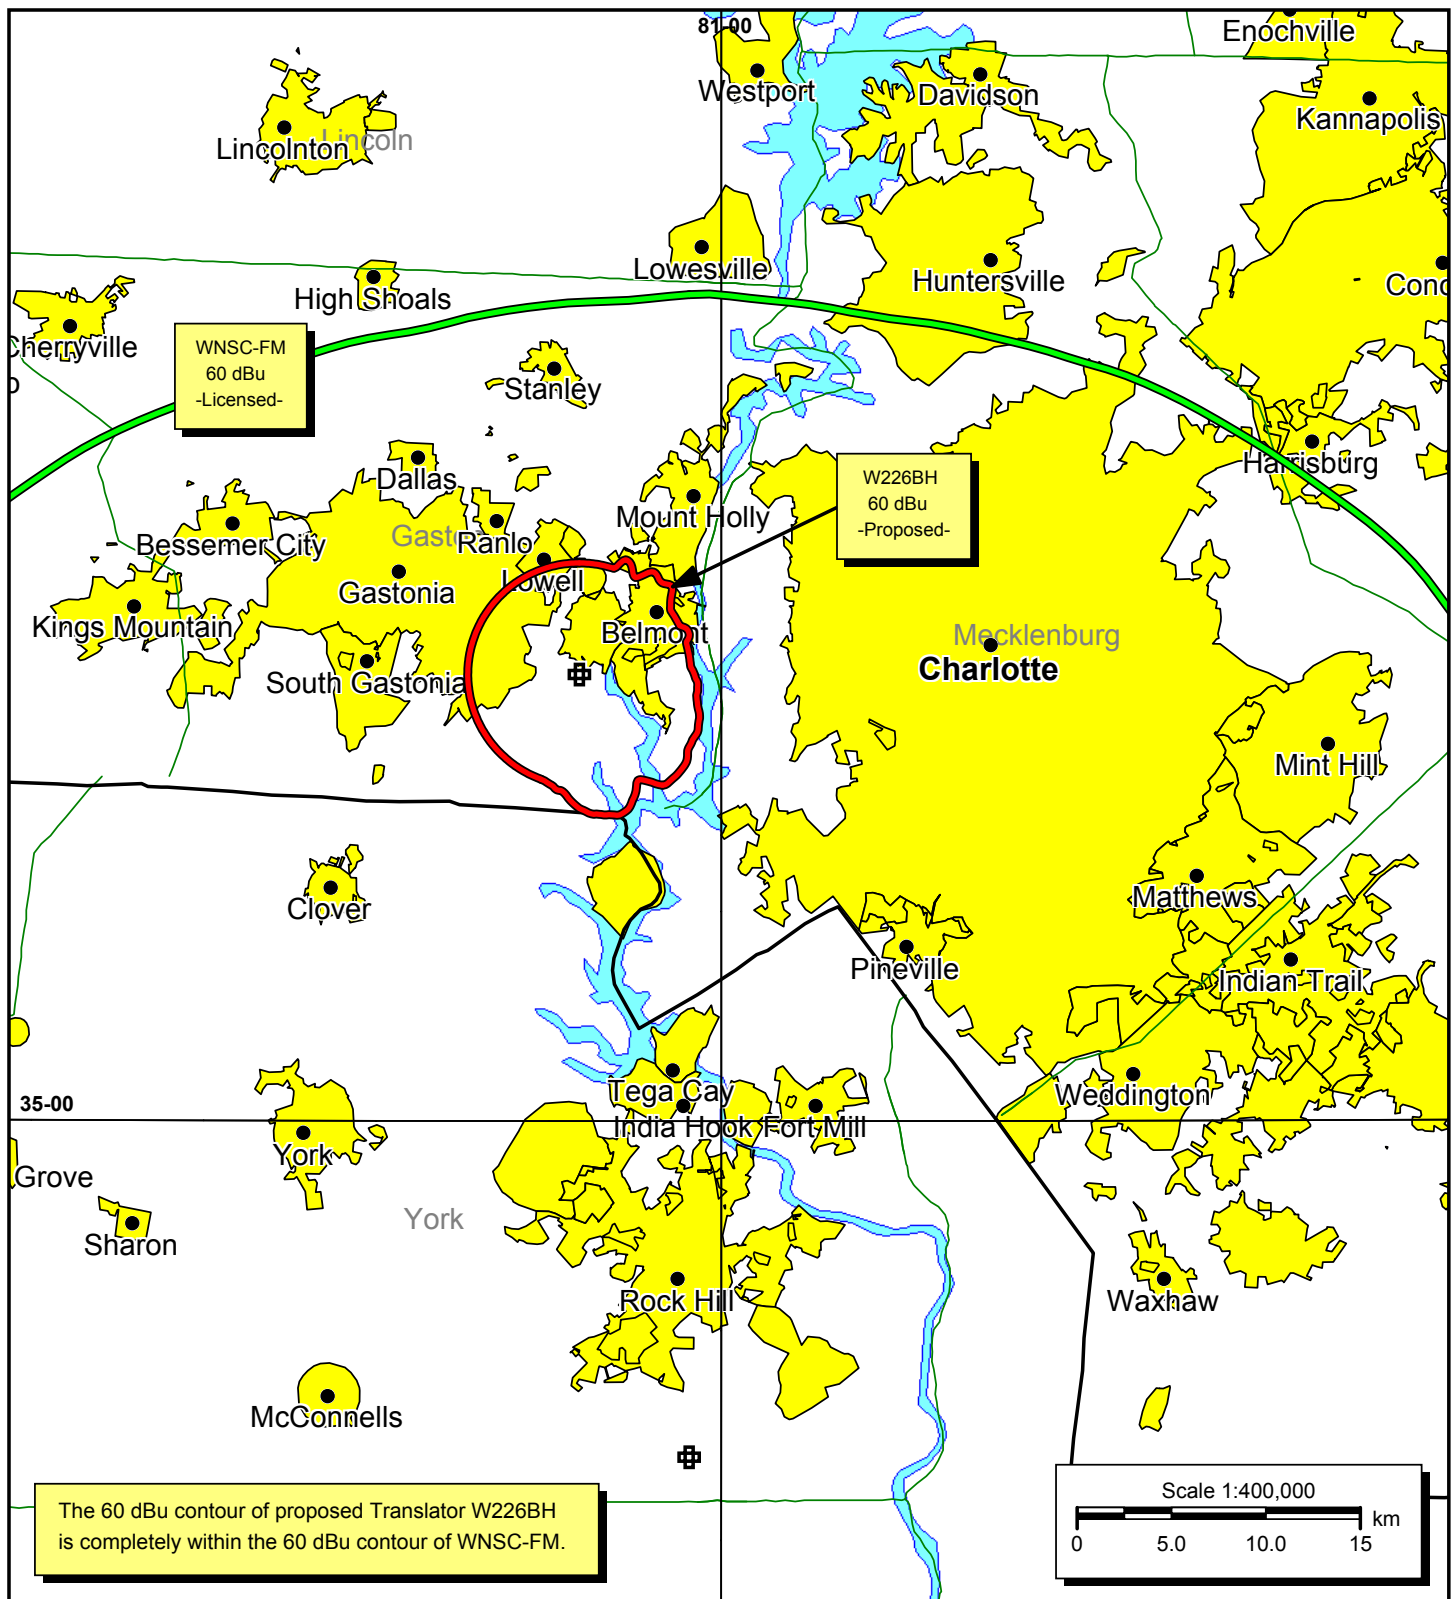 81-00
Enochville
Westport
Davidson
Kannapolis
Lincolnton
Lincoln
Lowesville
Huntersville
High Shoals
Conc
Cherryville
WNSC-FM
60 dBu
-Licensed-
o
Stanley
Harrisburg
Dallas
W226BH
60 dBu
-Proposed-
Mount Holly
Bessemer City
Gasto
Ranlo
Lowell
Gastonia
Kings Mountain
Belmont
Mecklenburg
Charlotte
South Gastonia
Mint Hill
Clover
Matthews
Pineville
Indian Trail
Tega Cay
Weddington
35-00
India Hook
Fort Mill
York
Grove
York
Sharon
Rock Hill
Waxhaw
McConnells
The 60 dBu contour of proposed Translator W226BH
is completely within the 60 dBu contour of WNSC-FM.
Scale 1:400,000
km
0 5.0 10.0 15